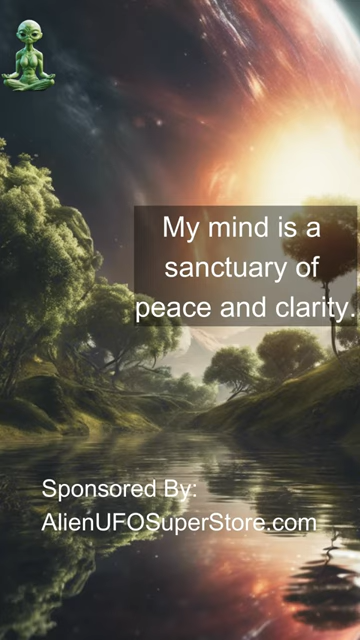 My mind is a
sanctuary of
peace and clarity.
Sponsored By:
AlienUFOSuperStore.com